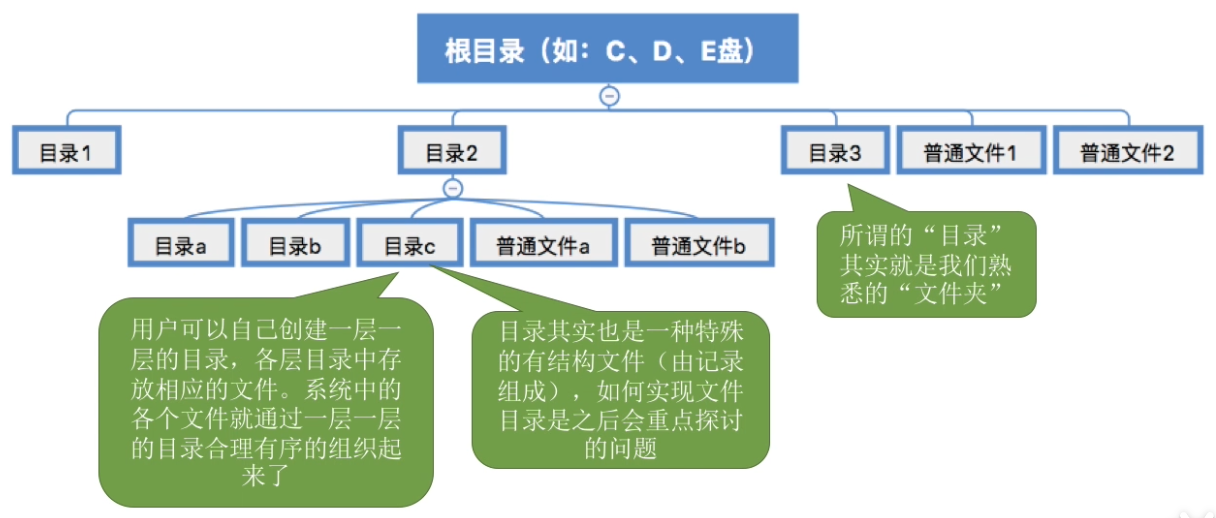 根目录（如：C、D、E盘）
目录1
目录2
目录3
普通文件1
普通文件2
目录a
目录b
目录c
普通文件a
普通文件b
所谓的“目录”
其实就是我们熟
悉的“文件夹”
用户可以自己创建一层一
层的目录，各层目录中存
放相应的文件。系统中的
各个文件就通过一层一层
的目录合理有序的组织起
来了
目录其实也是一种特殊
的有结构文件（由记录
组成），如何实现文件
目录是之后会重点探讨
的问题